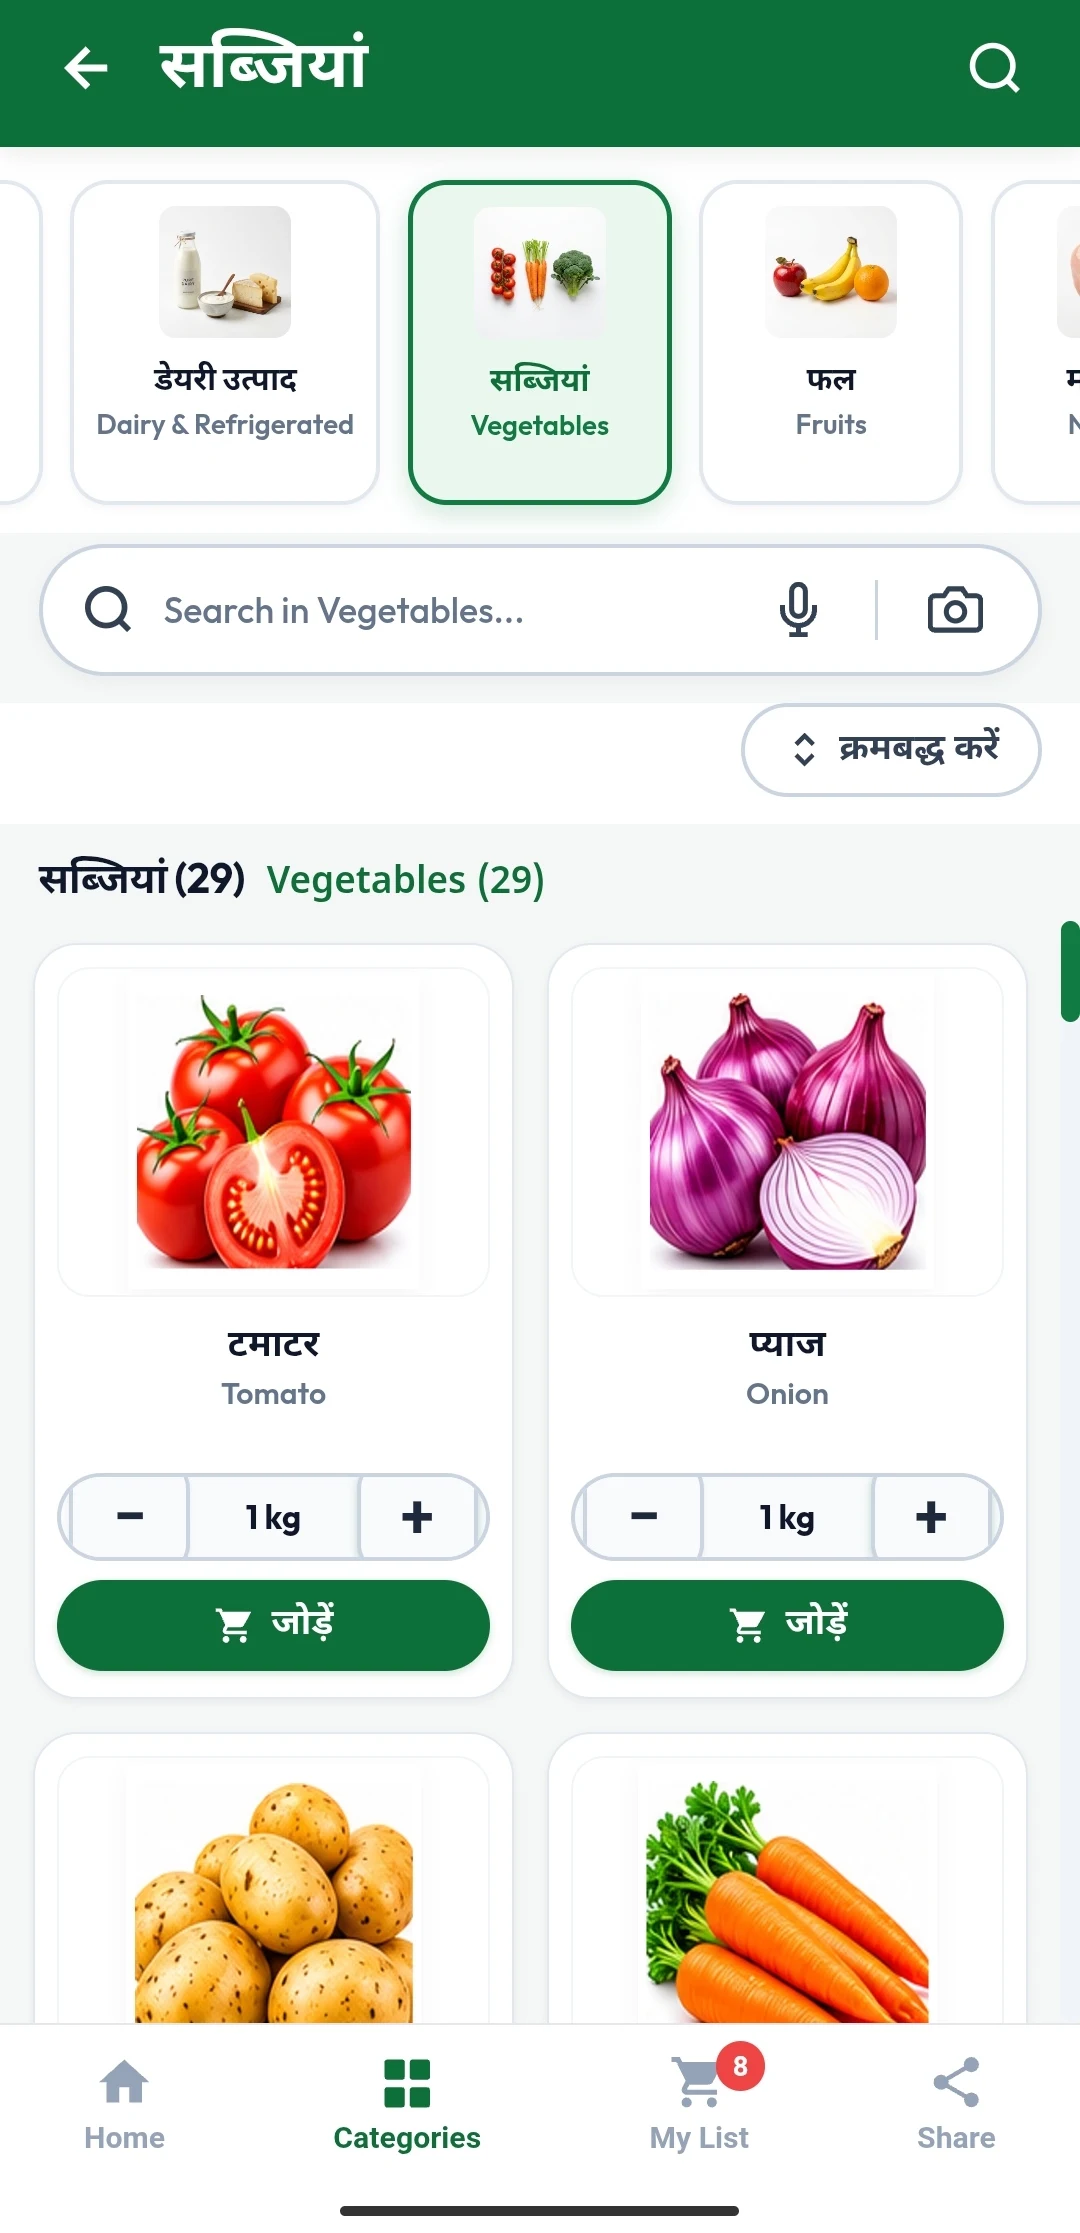 सब्जियां
डेयरी उत्पाद
Dairy & Refrigerated
सब्जियां
Vegetables
फल
Fruits
Search in Vegetables...
क्रमबद्ध करें
सब्जियां (29) Vegetables (29)
टमाटर
Tomato
1 kg
जोड़ें
प्याज
Onion
1 kg
जोड़ें
Home
Categories
8
My List
Share